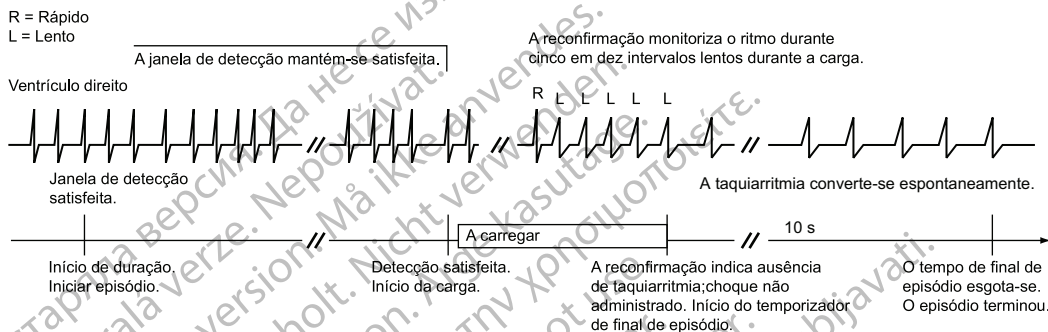 R = Rápido
L = Lento
A janela de detecção mantém-se satisfeita.
A reconfirmação monitoriza o ritmo durante
cinco em dez intervalos lentos durante a carga.
Ventrículo direito
R L L L L L
Janela de detecção
satisfeita.
A taquiarritmia converte-se espontaneamente.
A carregar
10 s
Início de duração.
Iniciar episódio.
Detecção satisfeita.
Início da carga.
A reconfirmação indica ausência
de taquiarritmia;choque não
administrado. Início do temporizador
de final de episódio.
O tempo de final de
episódio esgota-se.
O episódio terminou.